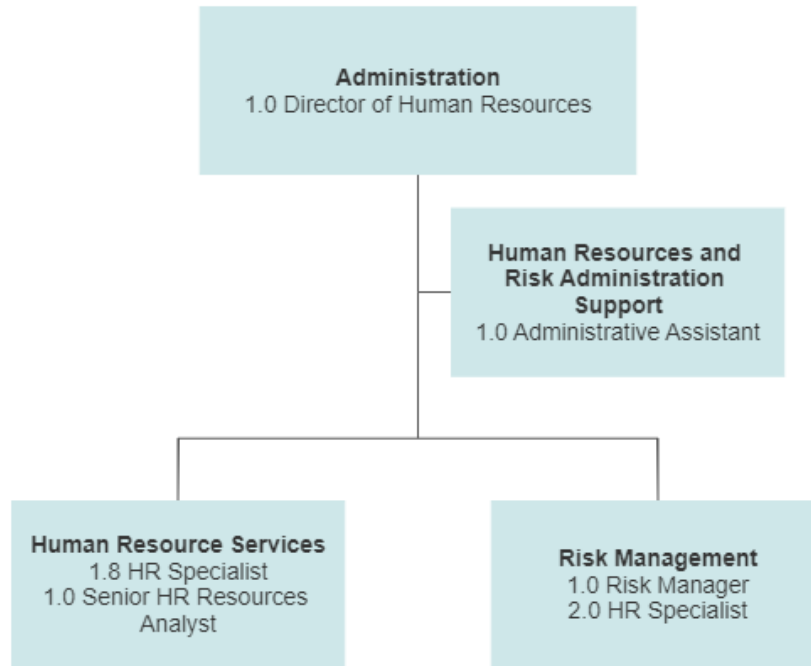 Administration
1.0 Director of Human Resources
Human Resources and
Risk Administration
Support
1.0 Administrative Assistant
Human Resource Services
1.8 HR Specialist
1.0 Senior HR Resources
Analyst
Risk Management
1.0 Risk Manager
2.0 HR Specialist